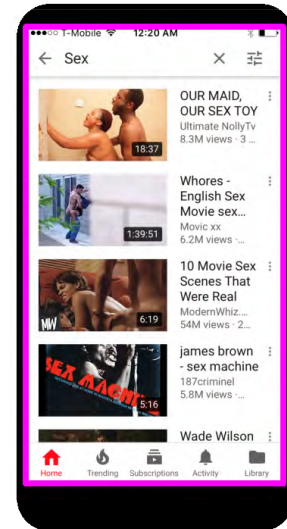 ●●●○○ T-Mobile 12:20 AM
Sex
OUR MAID,
OUR SEX TOY
Ultimate NollyTv
8.3M views · 3 ...
18:37
Whores -
English Sex
Movie sex...
Movic xx
6.2M views · ...
1:39:51
10 Movie Sex
Scenes That
Were Real
ModernWhiz....
54M views · 2...
MW
6:19
james brown
- sex machine
187criminel
5.8M views · ...
SEX MACHINE
5:16
Wade Wilson
Home Trending Subscriptions Activity Library